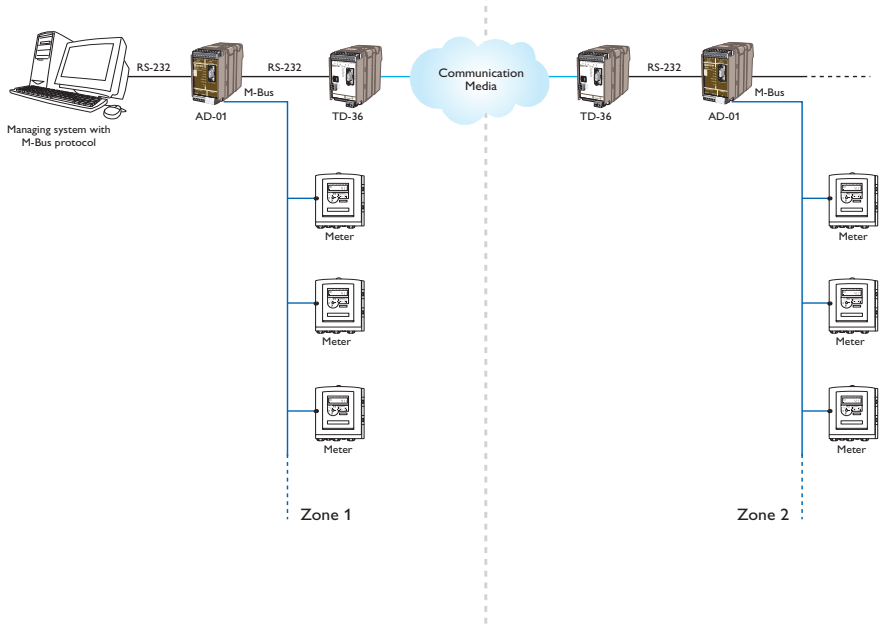 RS-232
RS-232
RS-232
Communication
Media
M-Bus
M-Bus
AD-01
TD-36
TD-36
AD-01
Managing system with
M-Bus protocol
Meter
Meter
Meter
Meter
Meter
Meter
Zone 1
Zone 2